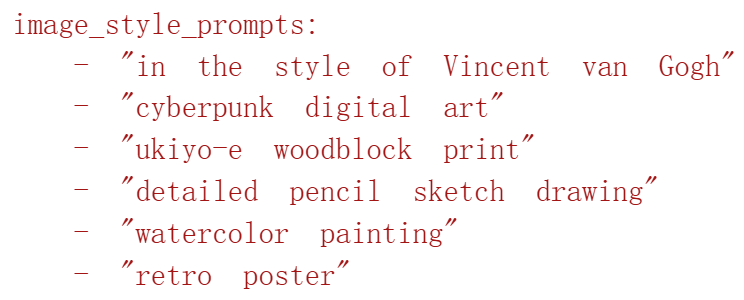 image_style_prompts:
- "in the style of Vincent van Gogh"
- "cyberpunk digital art"
- "ukiyo-e woodblock print"
- "detailed pencil sketch drawing"
- "watercolor painting"
- "retro poster"